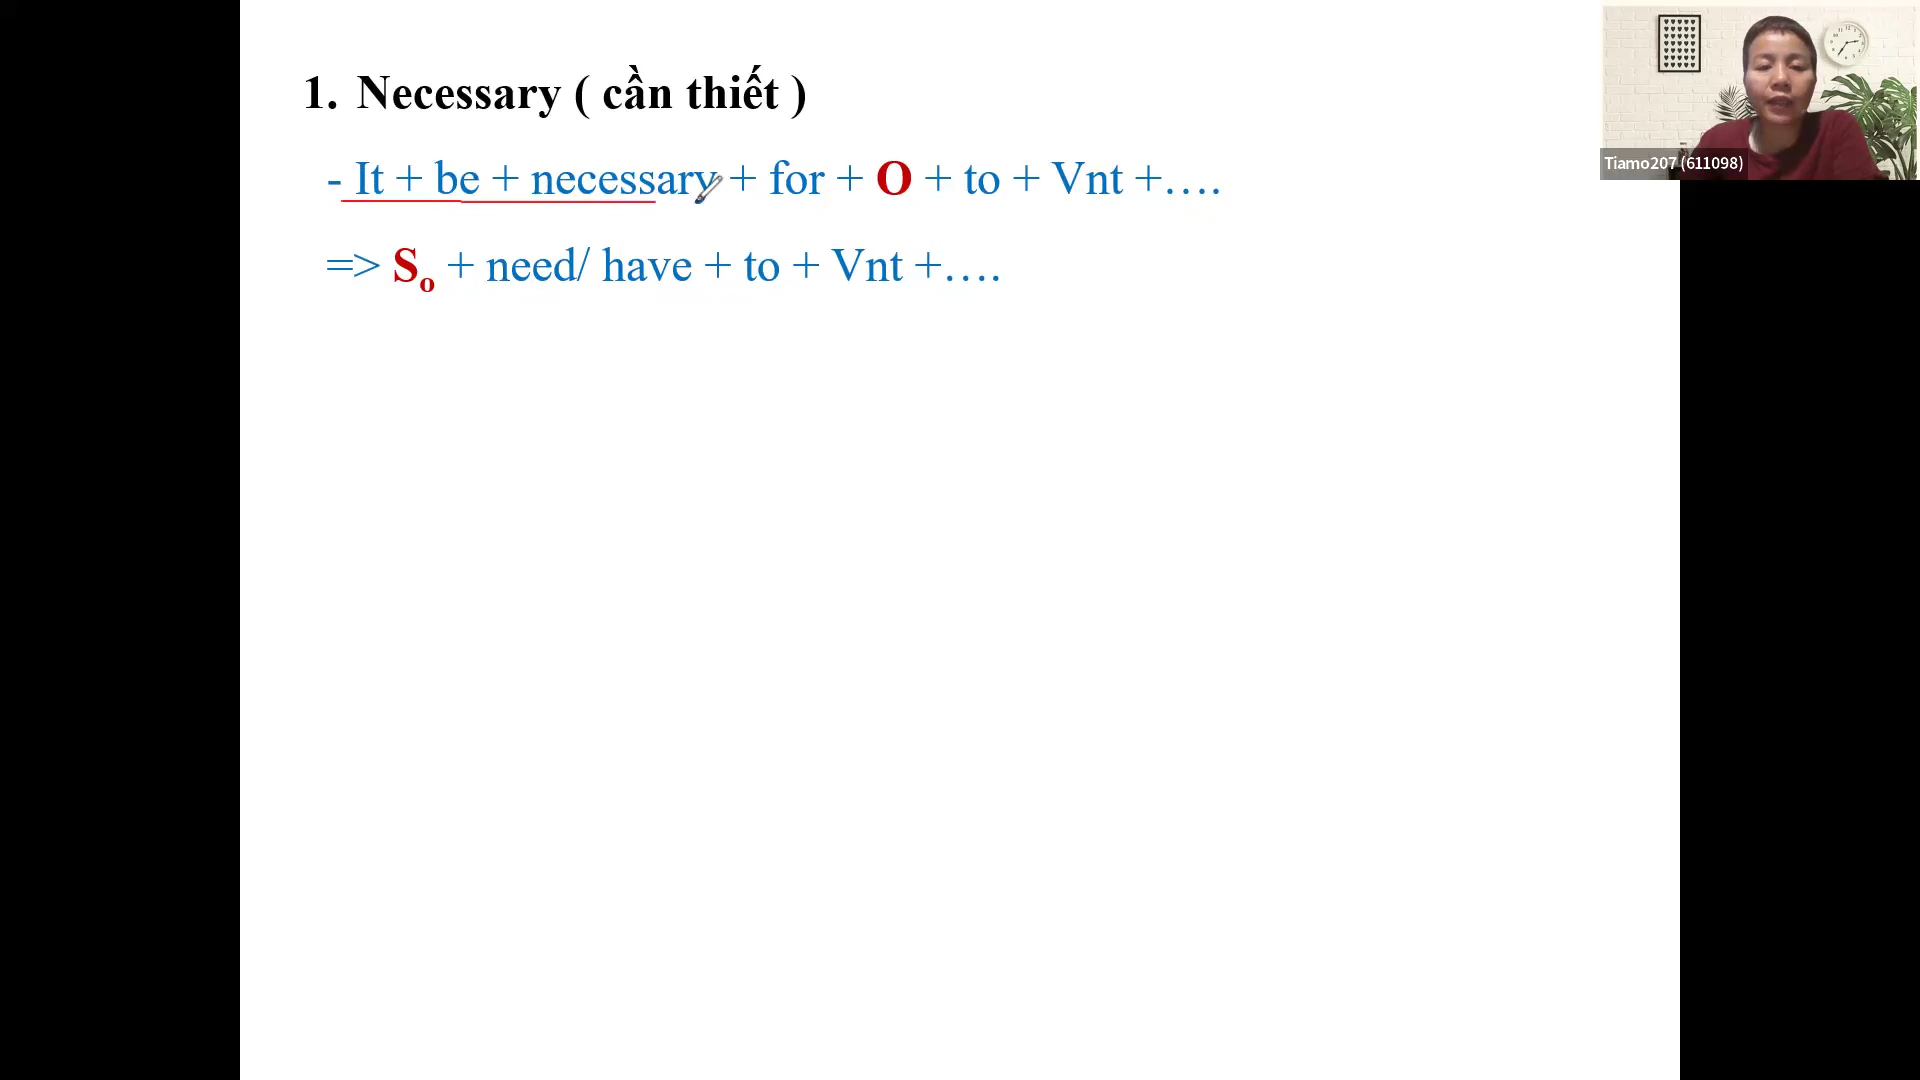 1. Necessary ( cần thiết )
- It + be + necessary + for + O + to + Vnt +….
=> So + need/ have + to + Vnt +….
Tiamo207 (611098)